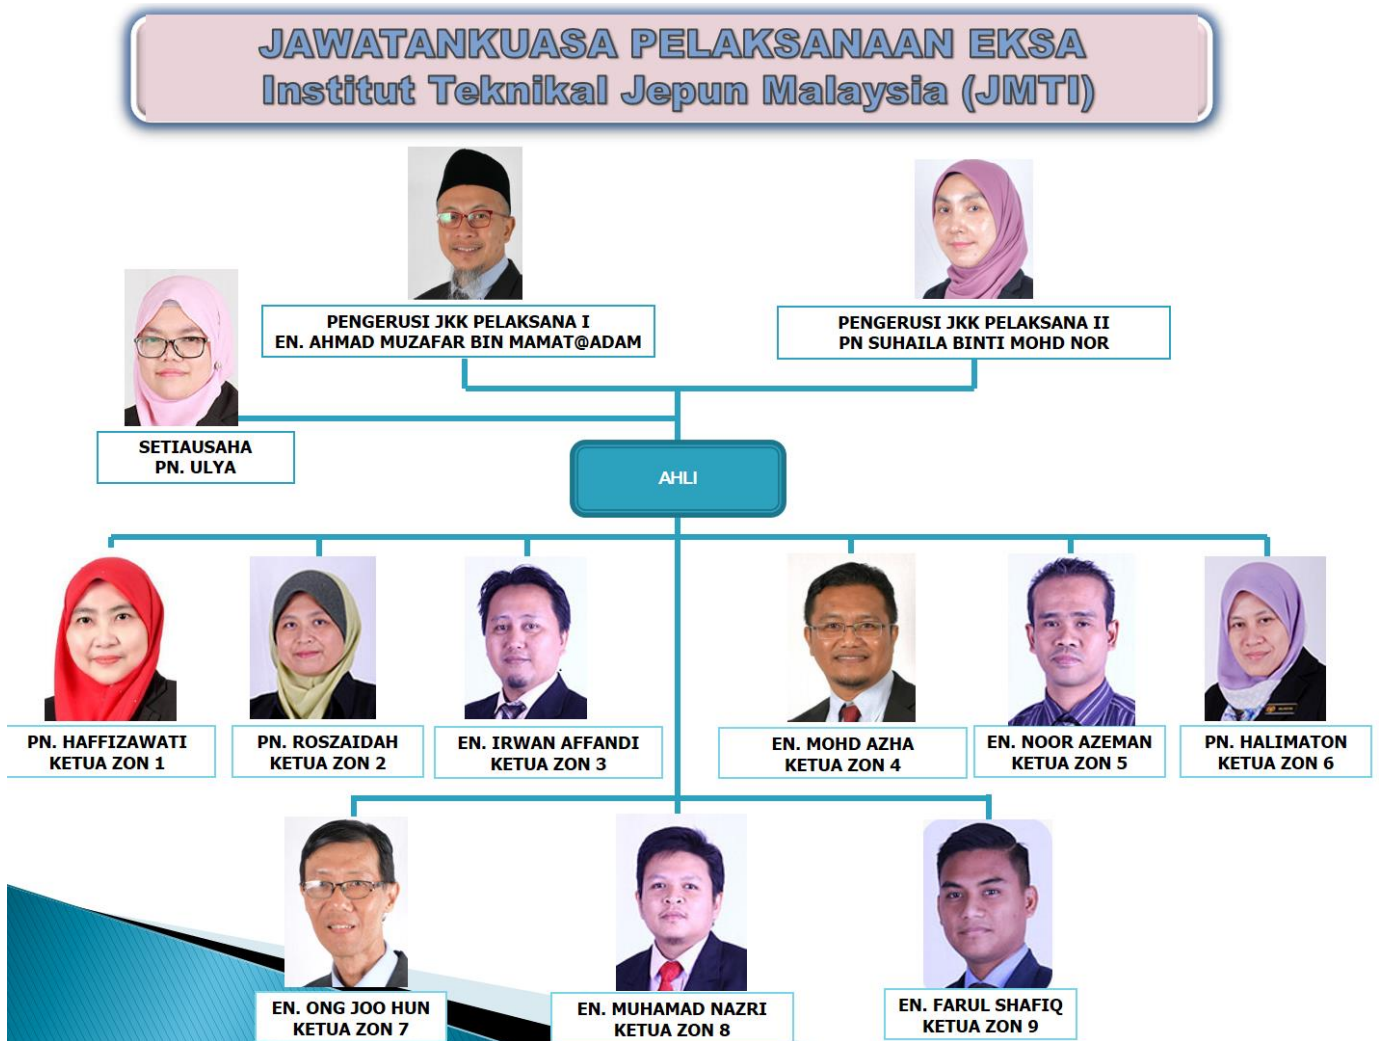 JAWATANKUASA PELAKSANAAN EKSA
Institut Teknikal Jepun Malaysia (JMTI)
PENGERUSI JKK PELAKSANA I
EN. AHMAD MUZAFAR BIN MAMAT@ADAM
PENGERUSI JKK PELAKSANA II
PN SUHAILA BINTI MOHD NOR
SETIAUSAHA
PN. ULYA
AHLI
PN. HAFFIZAWATI
KETUA ZON 1
PN. ROSZAIDAH
KETUA ZON 2
EN. IRWAN AFFANDI
KETUA ZON 3
EN. MOHD AZHA
KETUA ZON 4
EN. NOOR AZEMAN
KETUA ZON 5
PN. HALIMATON
KETUA ZON 6
EN. ONG JOO HUN
KETUA ZON 7
EN. MUHAMAD NAZRI
KETUA ZON 8
EN. FARUL SHAFIQ
KETUA ZON 9